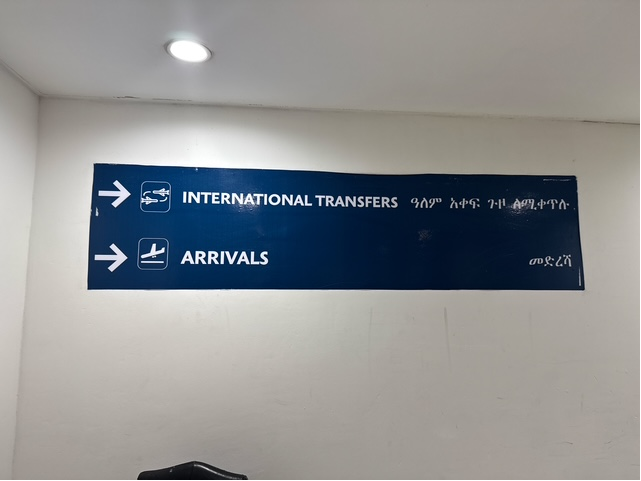 INTERNATIONAL TRANSFERS ዓለም አቀፍ ጉዞ ለሚቀጥሉ
ARRIVALS መድረሻ